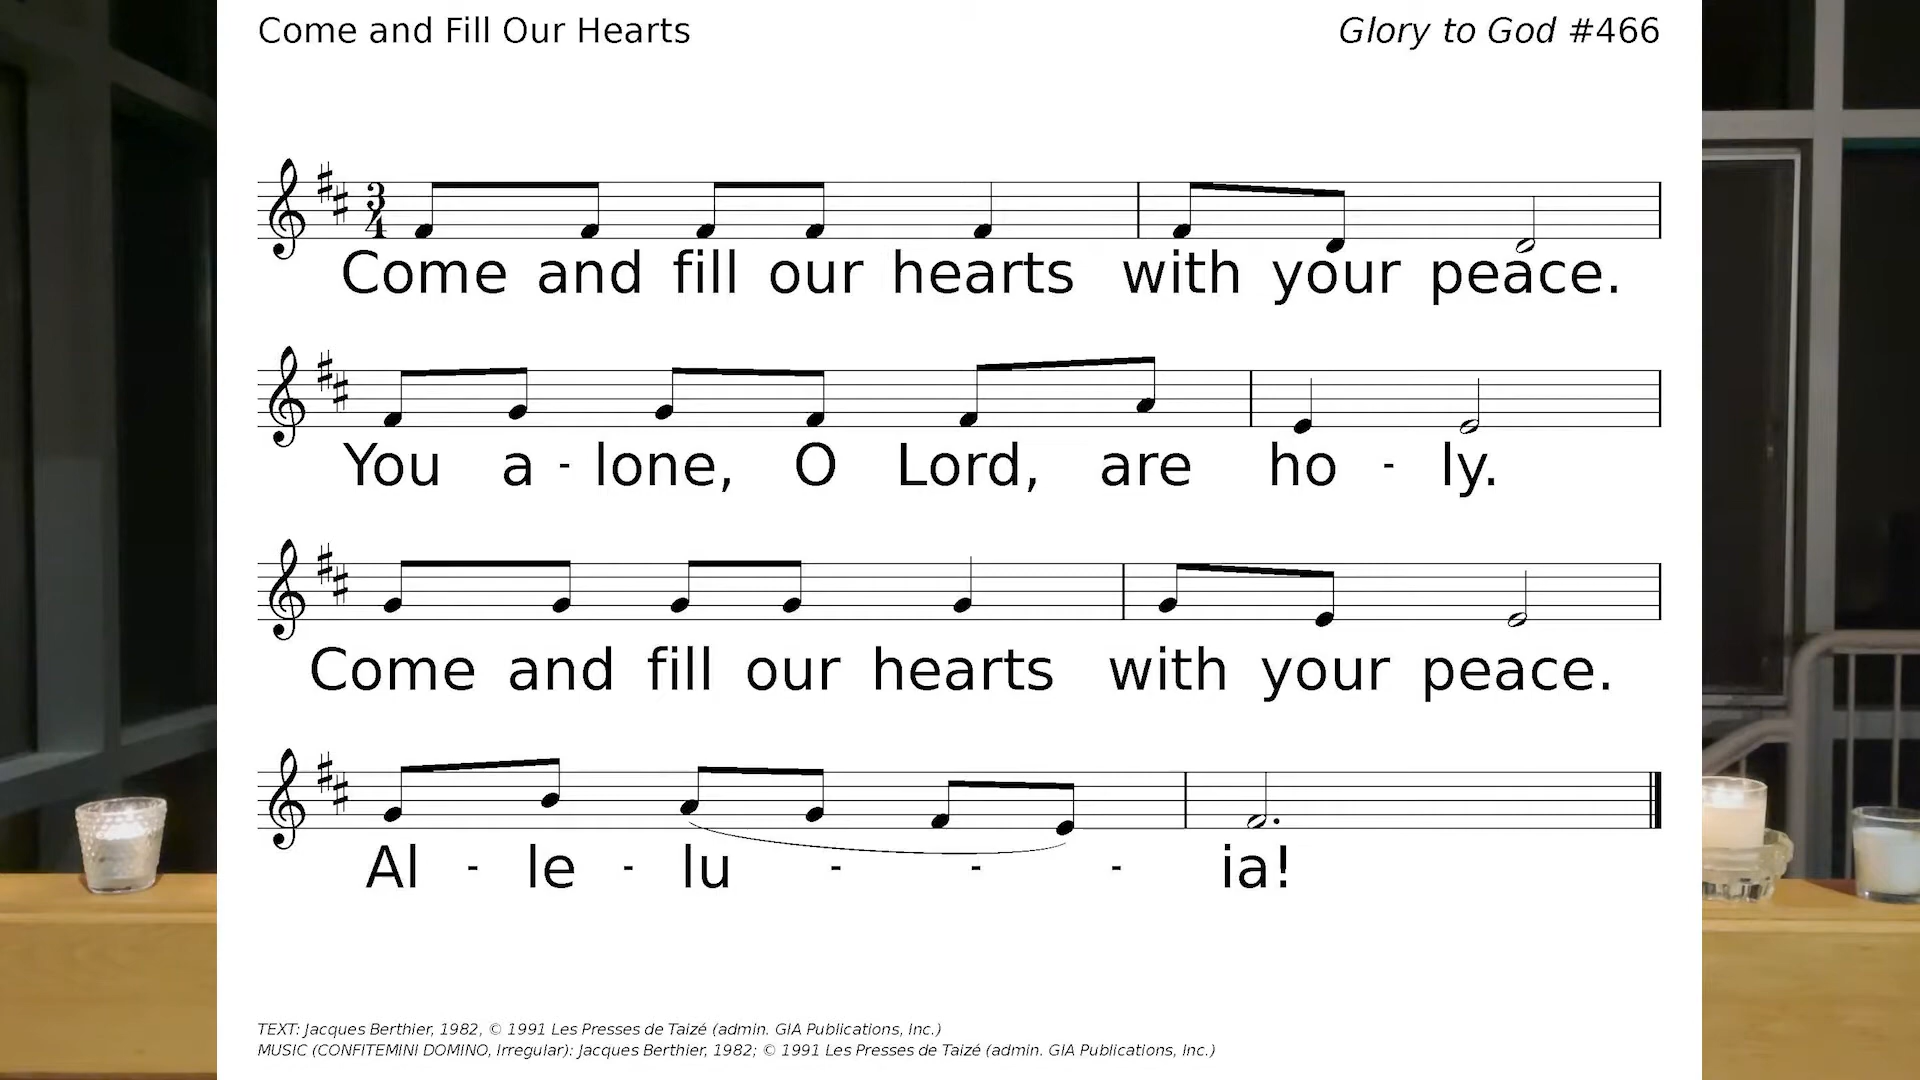 Come and Fill Our Hearts
Glory to God #466
3
4
Come and fill our hearts with your peace.
You a - lone, O Lord, are ho - ly.
Come and fill our hearts with your peace.
Al - le - lu - - - ia!
TEXT: Jacques Berthier, 1982, © 1991 Les Presses de Taizé (admin. GIA Publications, Inc.)
MUSIC (CONFITEMINI DOMINO, Irregular): Jacques Berthier, 1982; © 1991 Les Presses de Taizé (admin. GIA Publications, Inc.)